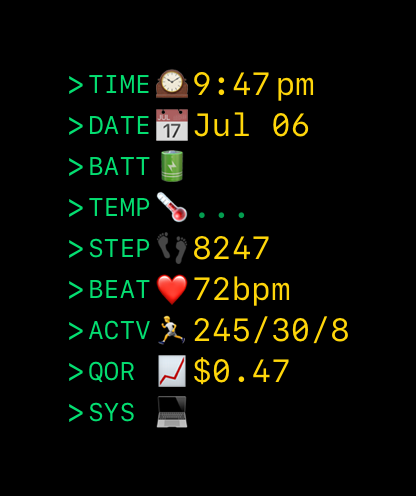 >TIME 🕰️ 9:47pm
>DATE 📅 Jul 06
>BATT 🔋
>TEMP 🌡️ ...
>STEP 👣 8247
>BEAT ❤️ 72bpm
>ACTV 🏃 245/30/8
>QOR 📈 $0.47
>SYS 💻